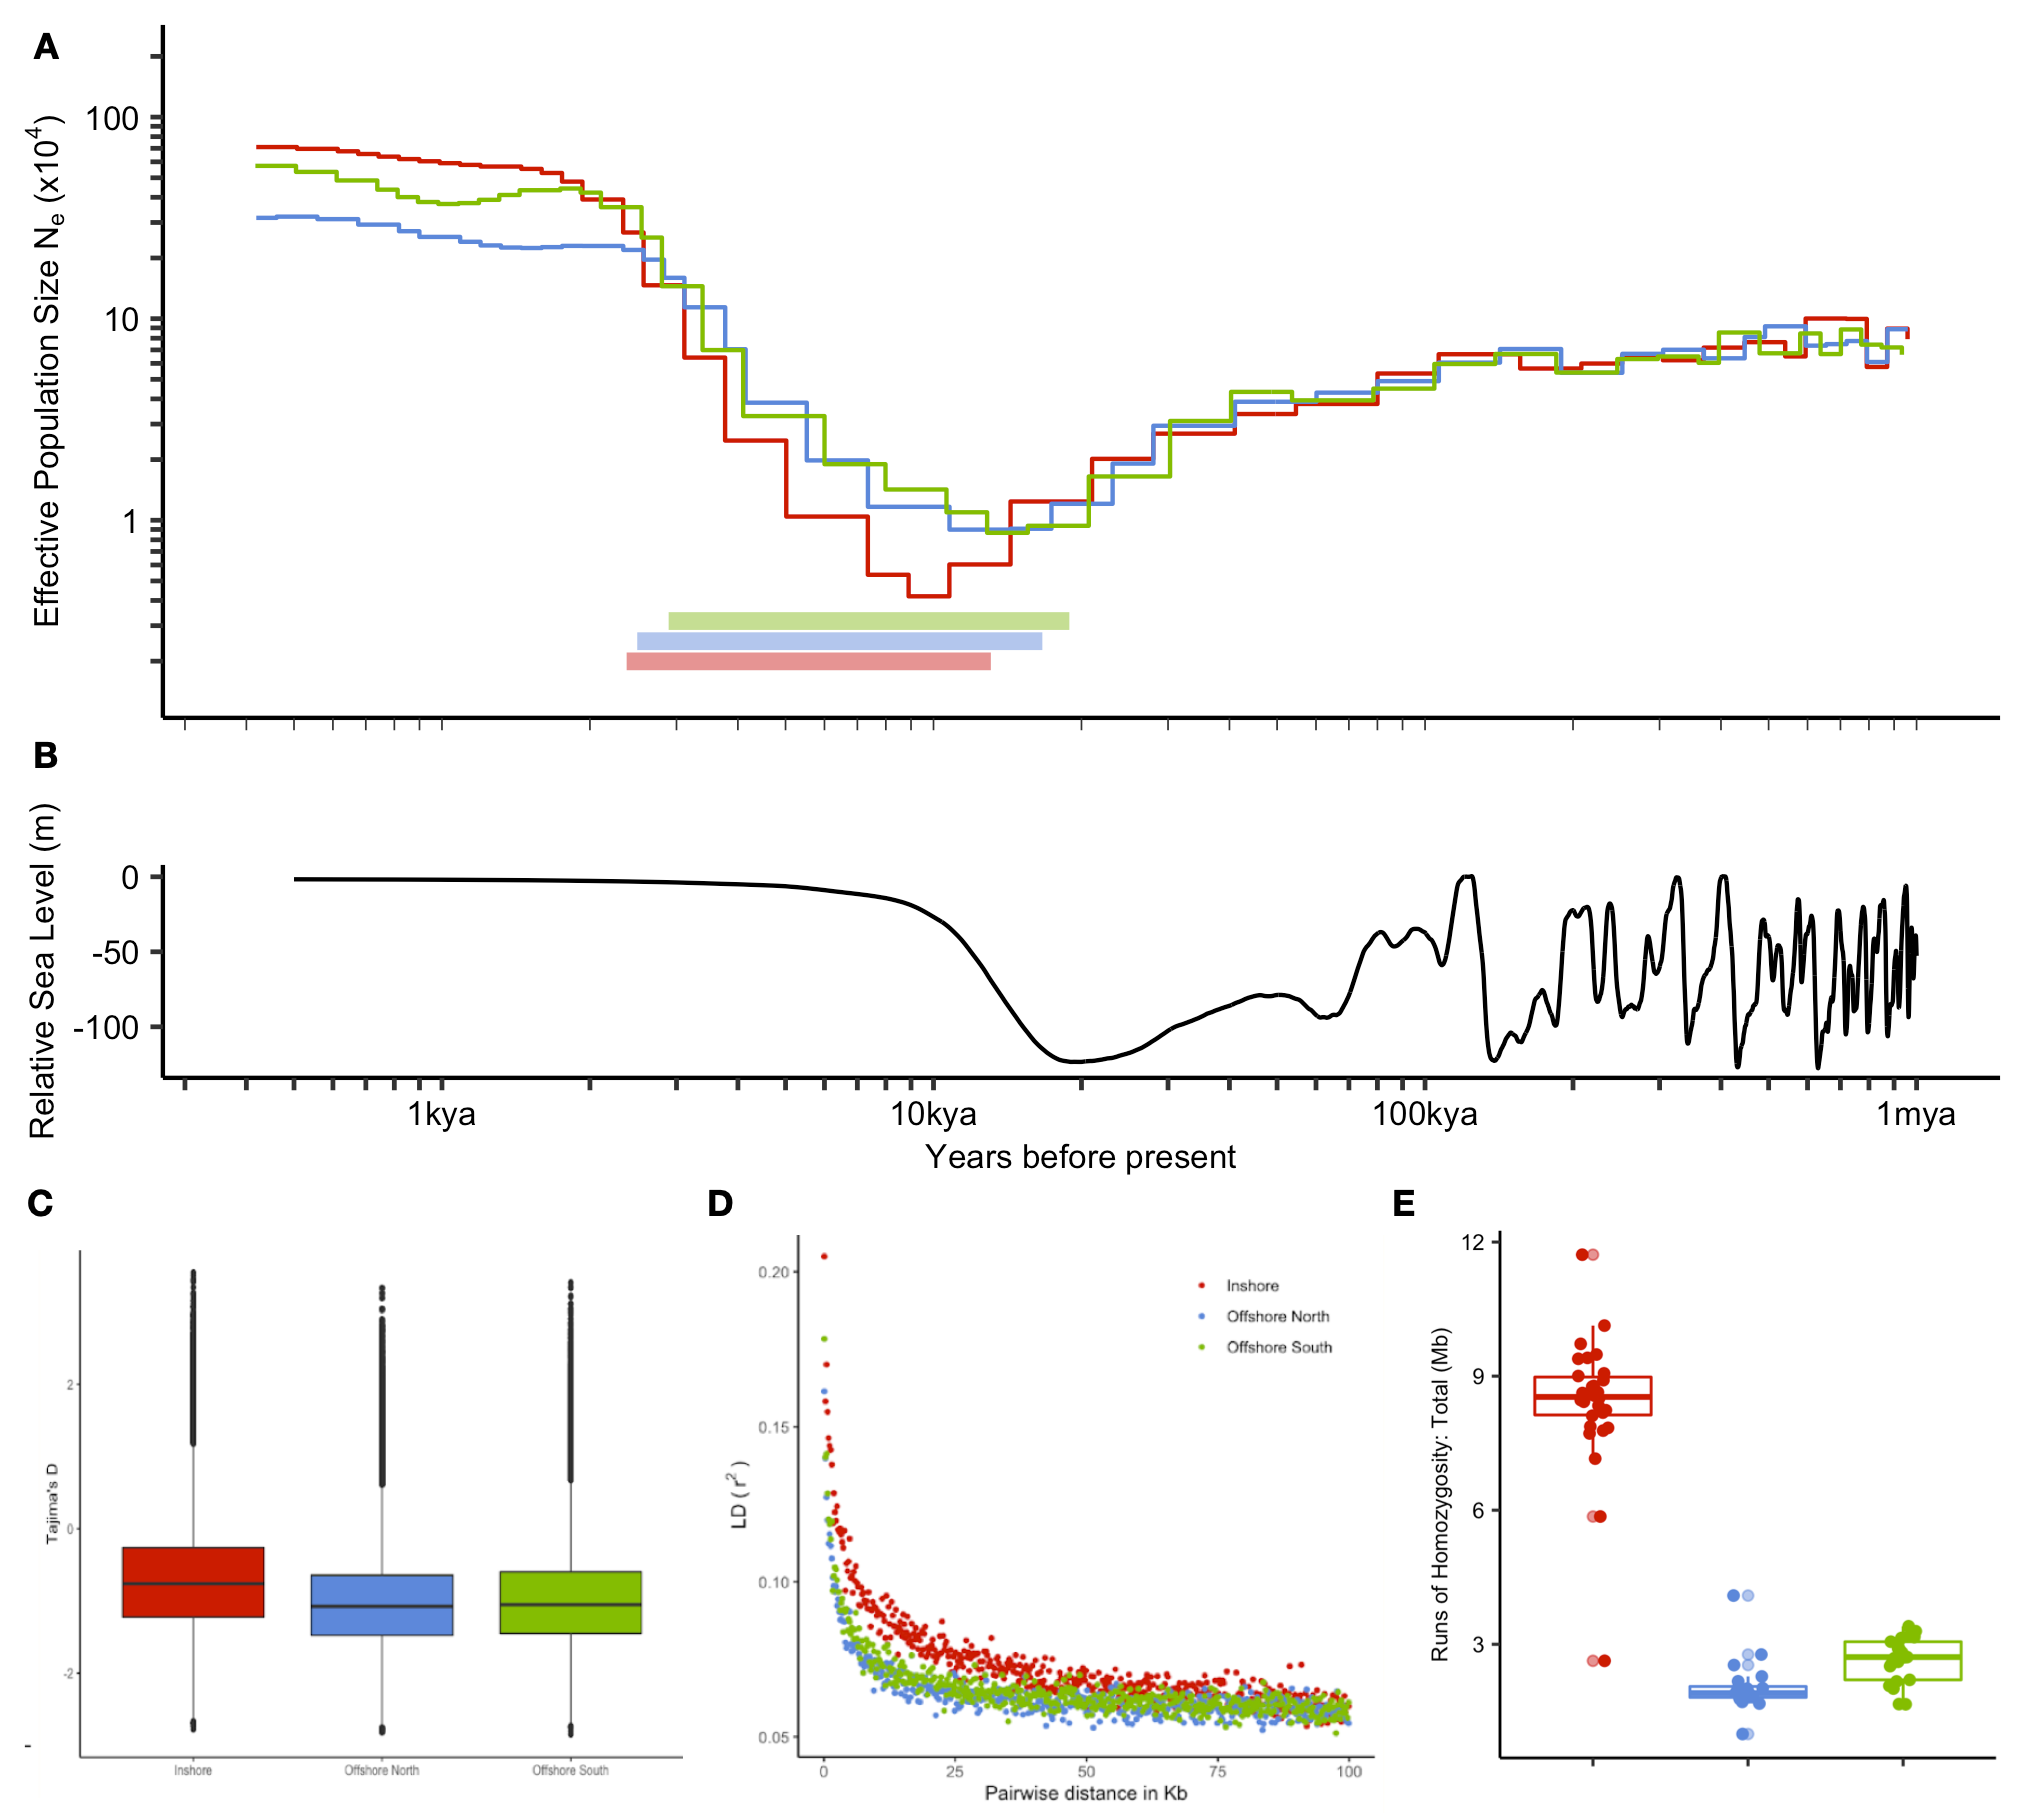 A
Effective Population Size Ne (x10⁴)
100
10
1
B
Relative Sea Level (m)
0
-50
-100
1kya 10kya 100kya 1mya
Years before present
C
Tajima's D
2
0
-2
-
Inshore Offshore North Offshore South
D
LD ( r² )
0.20
0.15
0.10
0.05
Inshore
Offshore North
Offshore South
0 25 50 75 100
Pairwise distance in Kb
E
Runs of Homozygosity: Total (Mb)
12
9
6
3